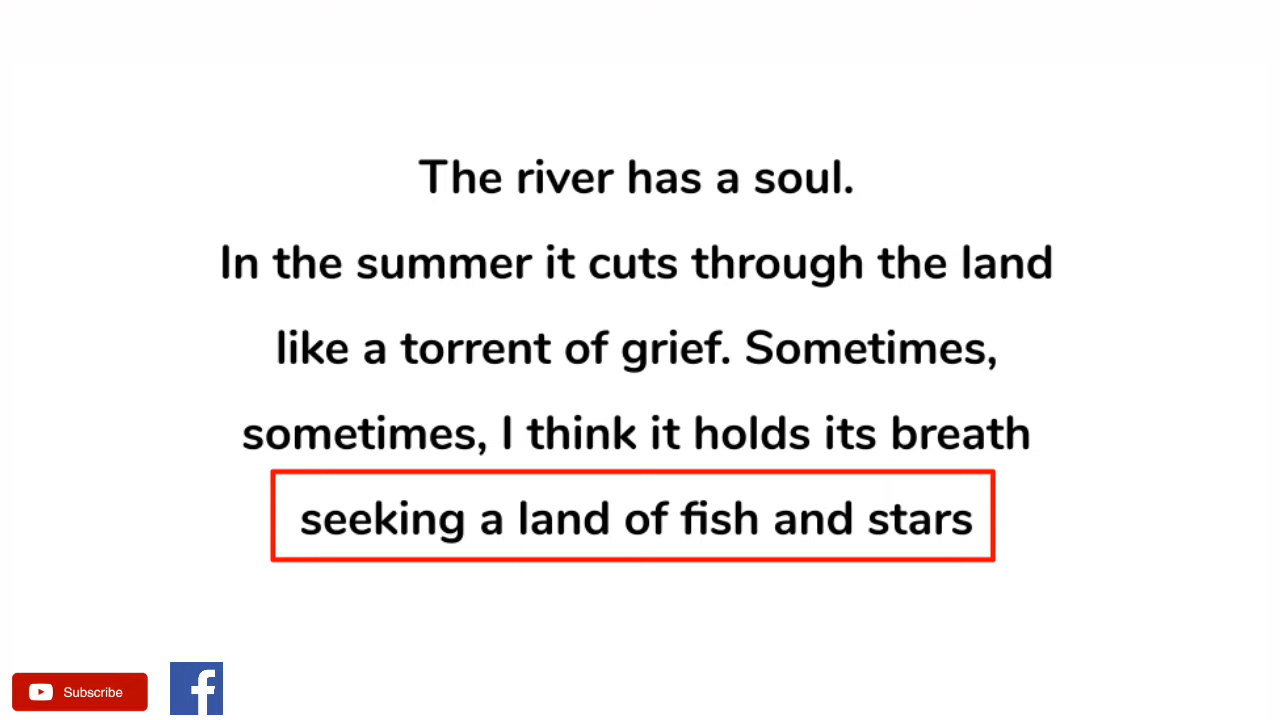 The river has a soul.
In the summer it cuts through the land
like a torrent of grief. Sometimes,
sometimes, I think it holds its breath
seeking a land of fish and stars
Subscribe
f